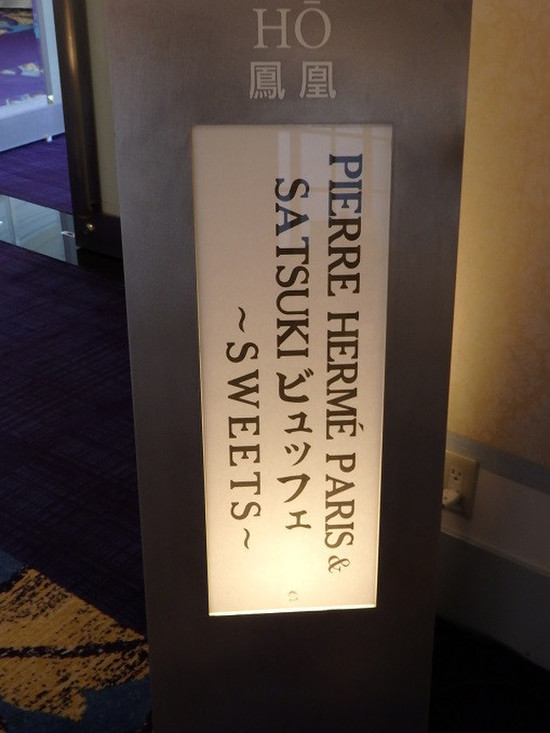 HŌ
鳳凰
PIERRE HERMÉ PARIS &
SATSUKI ビュッフェ
～SWEETS～